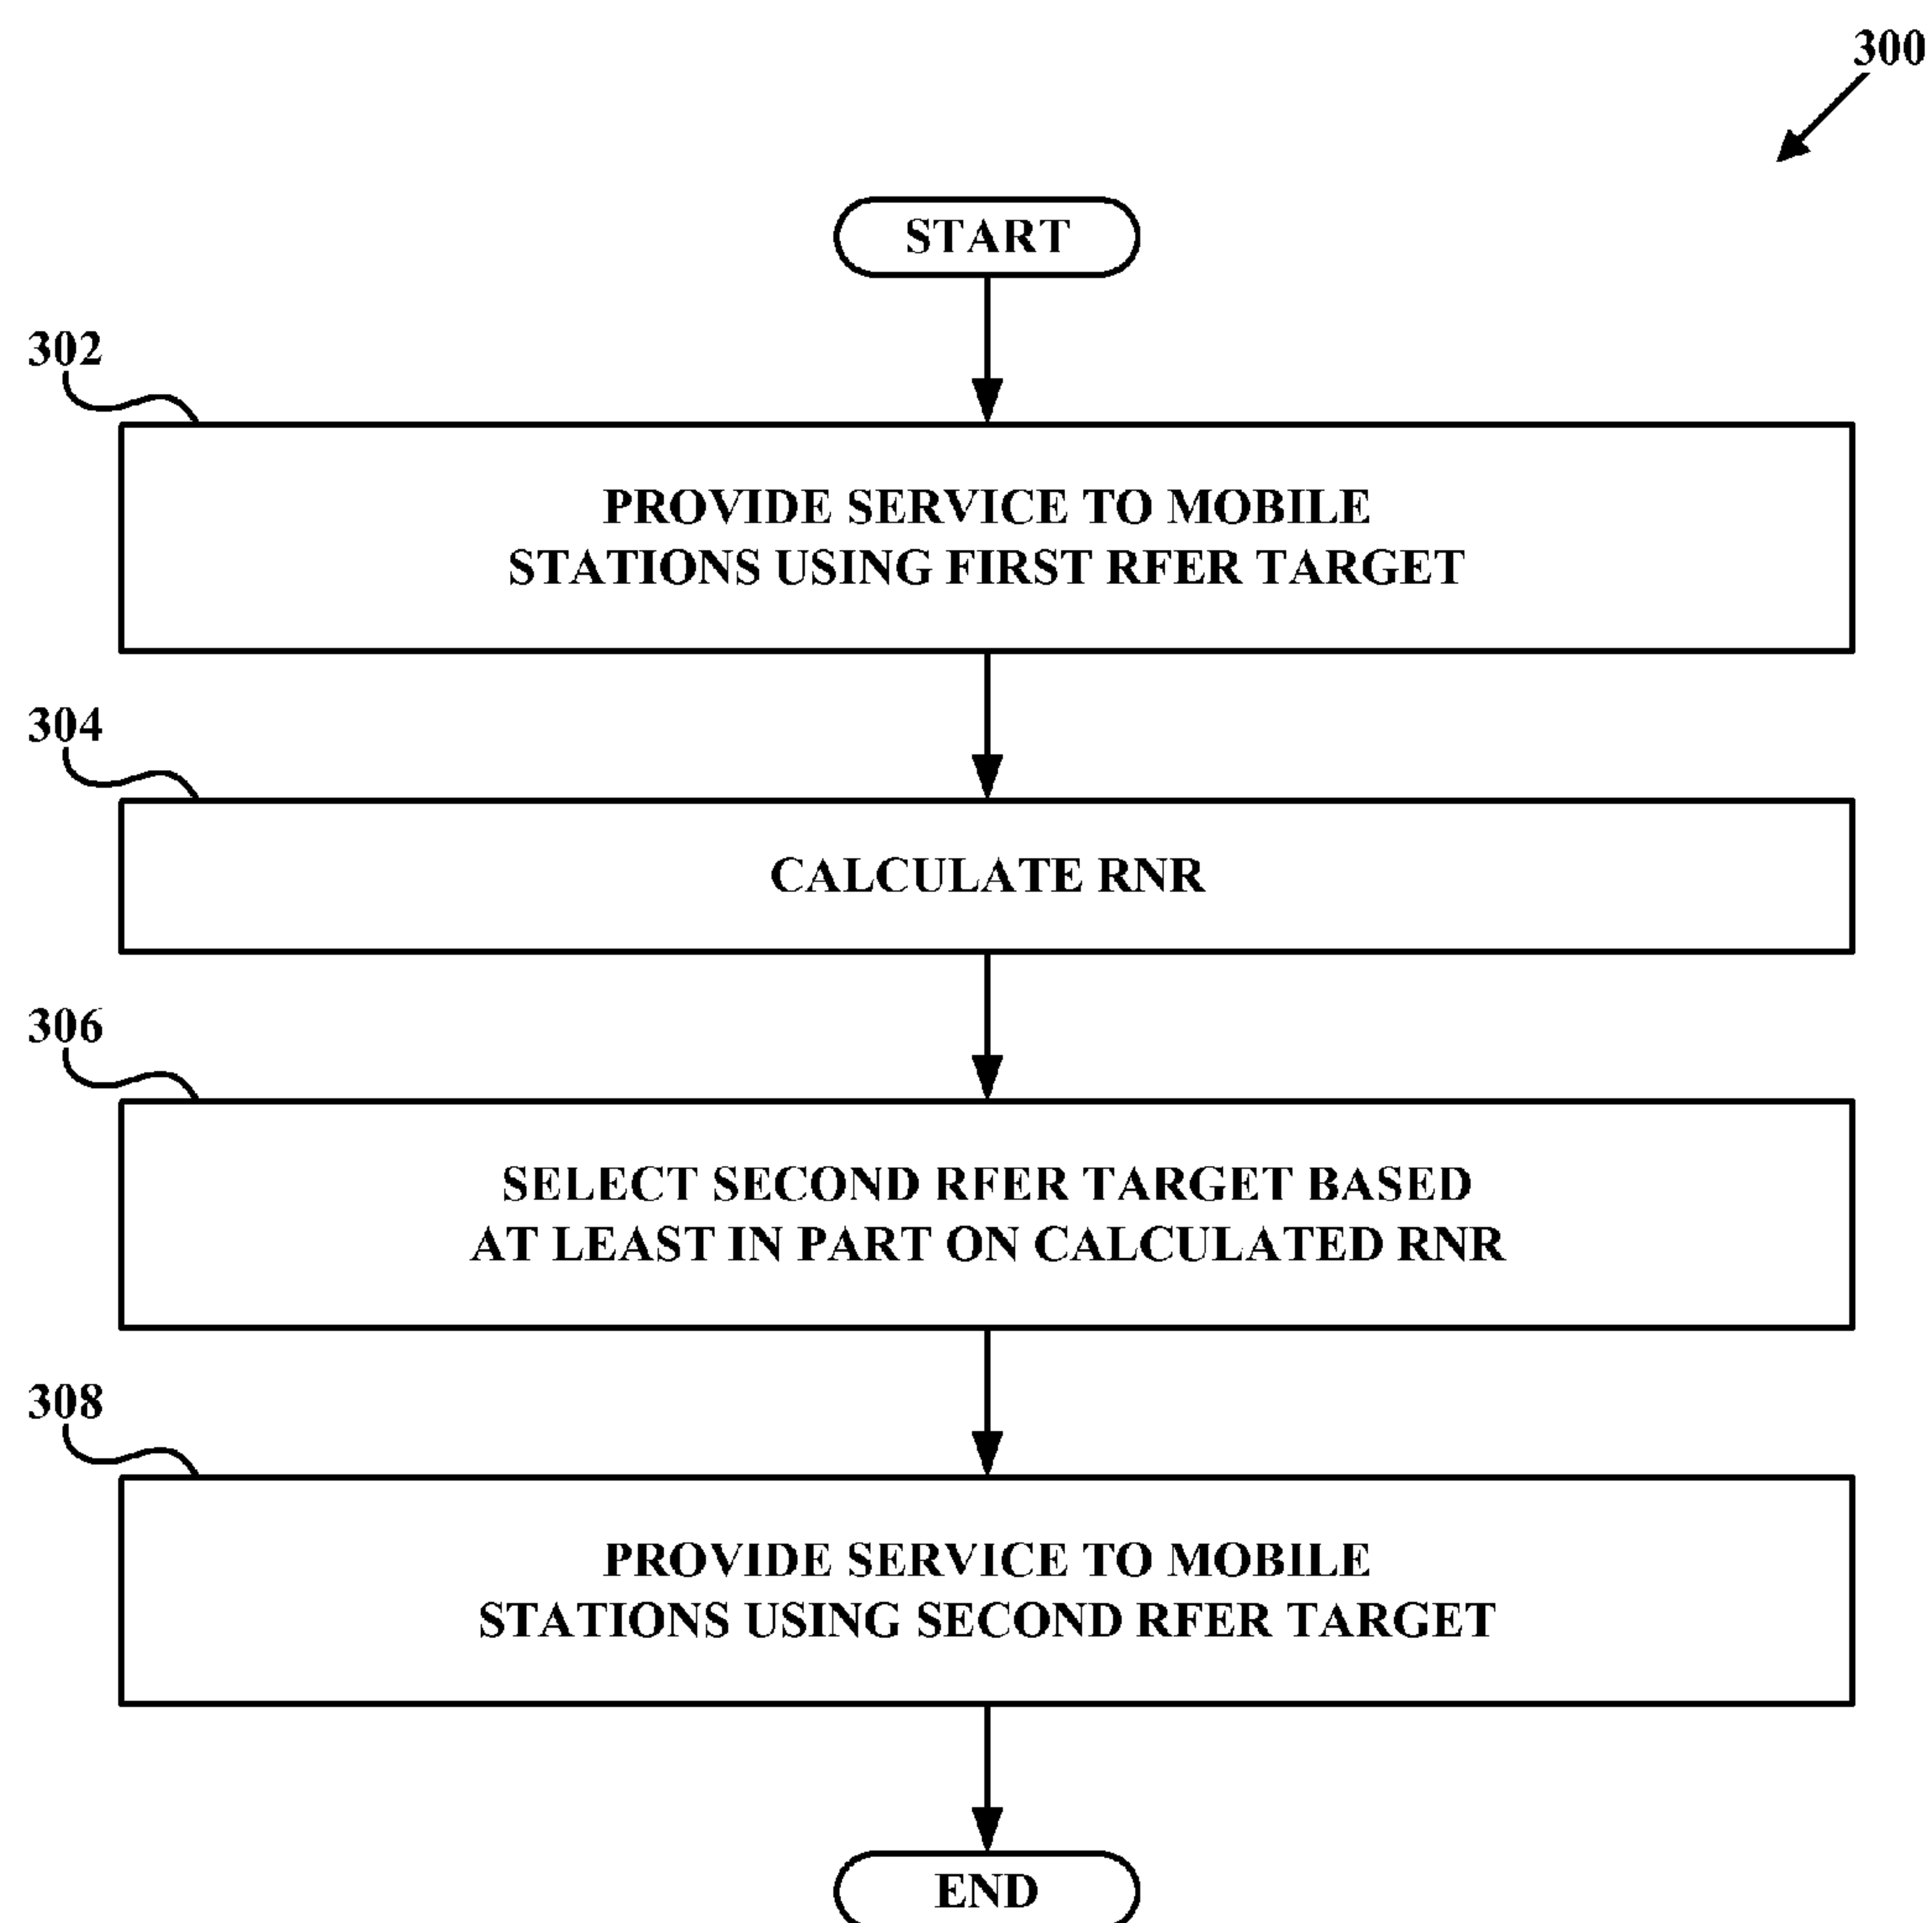 300
START
302
PROVIDE SERVICE TO MOBILE
STATIONS USING FIRST RFER TARGET
304
CALCULATE RNR
306
SELECT SECOND RFER TARGET BASED
AT LEAST IN PART ON CALCULATED RNR
308
PROVIDE SERVICE TO MOBILE
STATIONS USING SECOND RFER TARGET
END